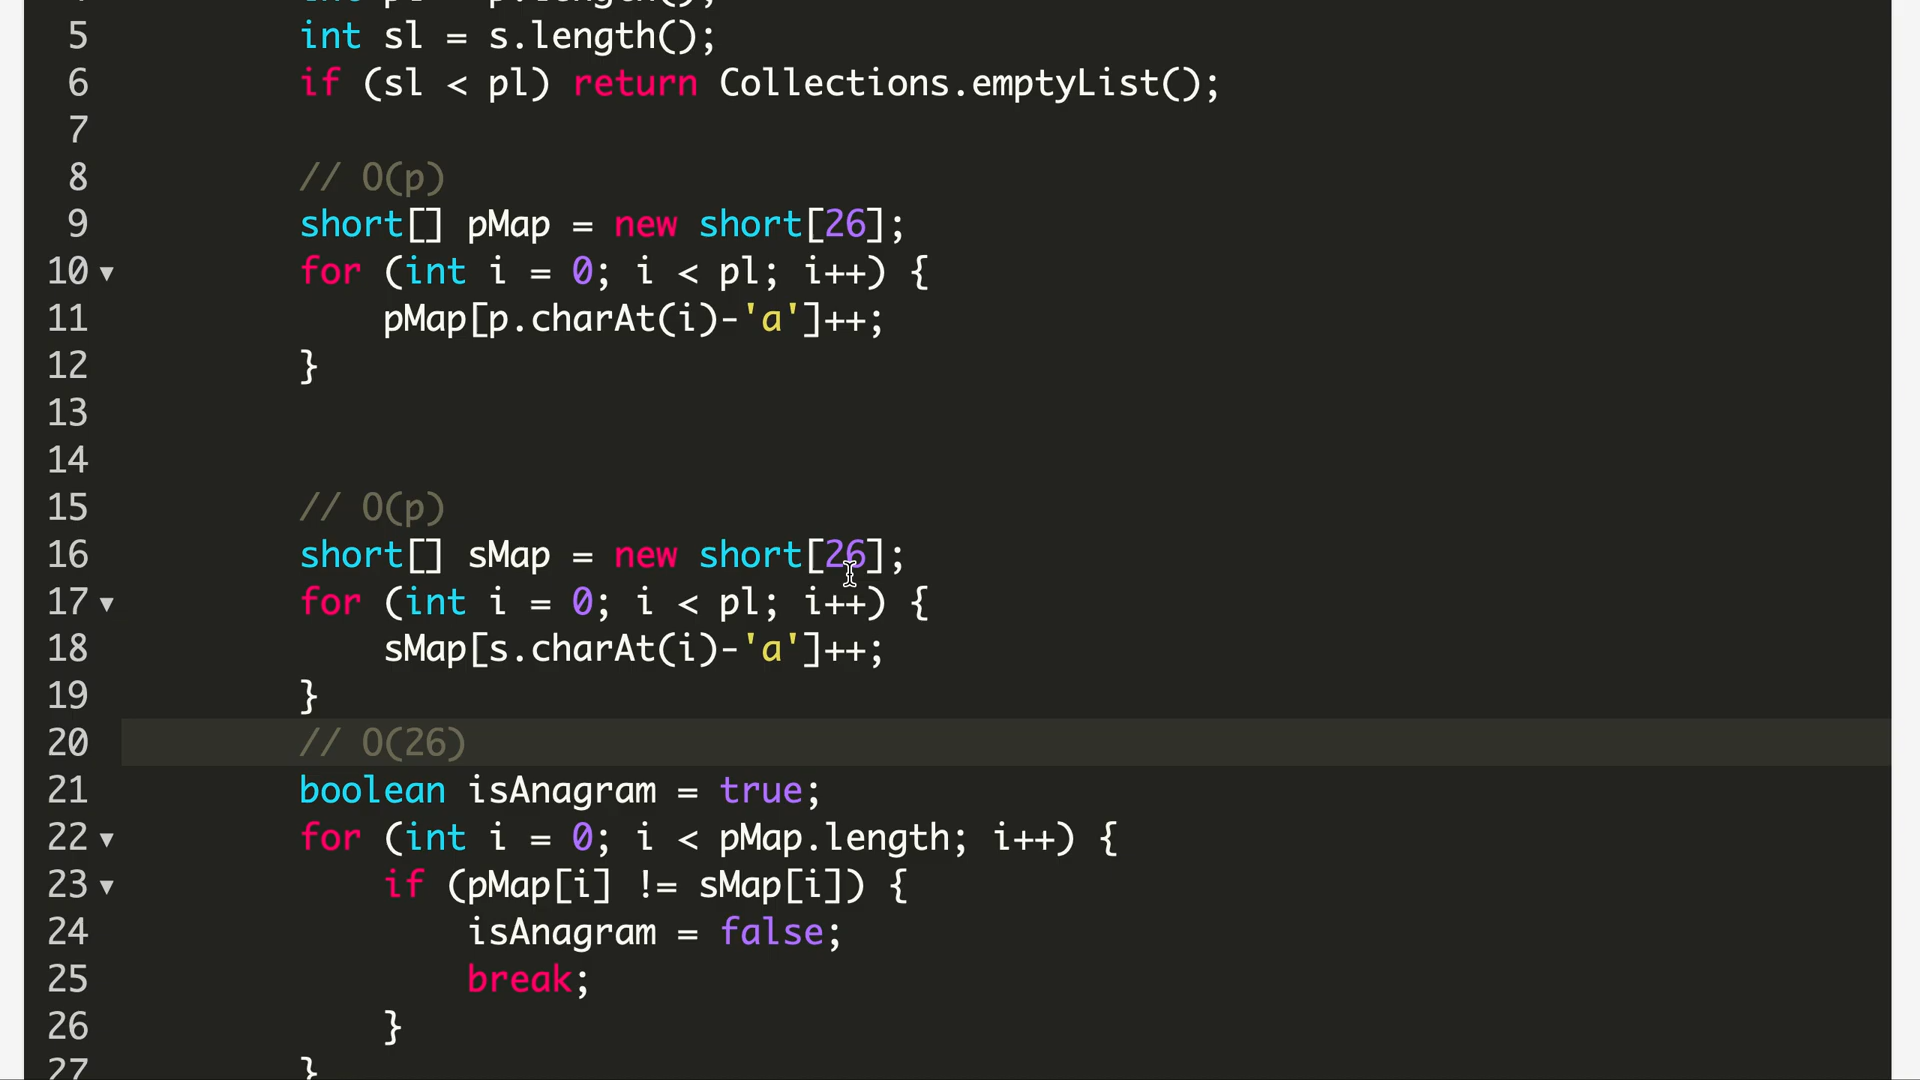 5 int sl = s.length();
6 if (sl < pl) return Collections.emptyList();
7
8 // O(p)
9 short[] pMap = new short[26];
10 for (int i = 0; i < pl; i++) {
11 pMap[p.charAt(i)-'a']++;
12 }
13
14
15 // O(p)
16 short[] sMap = new short[26];
17 for (int i = 0; i < pl; i++) {
18 sMap[s.charAt(i)-'a']++;
19 }
20 // O(26)
21 boolean isAnagram = true;
22 for (int i = 0; i < pMap.length; i++) {
23 if (pMap[i] != sMap[i]) {
24 isAnagram = false;
25 break;
26 }
27 }